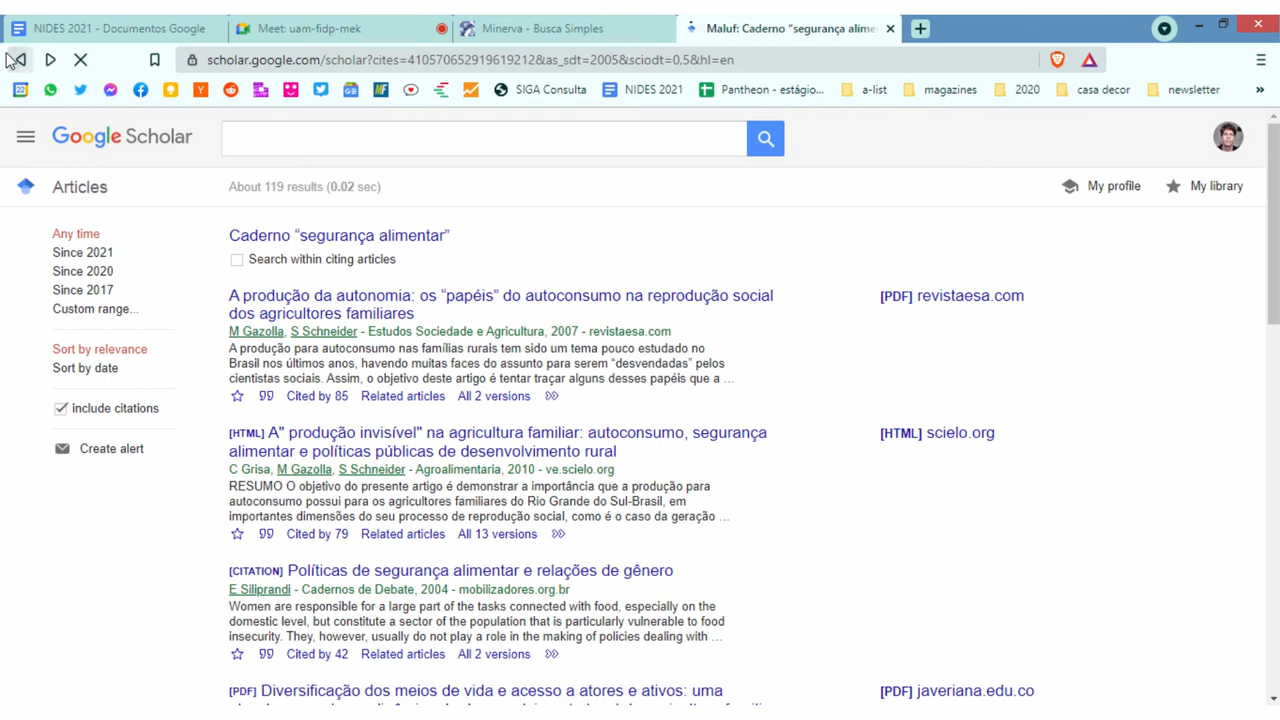 NIDES 2021 - Documentos Google
Meet: uam-fidp-mek
Minerva - Busca Simples
Maluf: Caderno “segurança alime
scholar.google.com/scholar?cites=410570652919619212&as_sdt=2005&sciodt=0,5&hl=en
SIGA Consulta
NIDES 2021
Pantheon - estágio...
a-list
magazines
2020
casa decor
newsletter
Google Scholar
Articles
About 119 results (0.02 sec)
My profile
My library
Any time
Since 2021
Since 2020
Since 2017
Custom range...
Sort by relevance
Sort by date
include citations
Create alert
Caderno “segurança alimentar”
Search within citing articles
A produção da autonomia: os “papéis” do autoconsumo na reprodução social
dos agricultores familiares
M Gazolla, S Schneider - Estudos Sociedade e Agricultura, 2007 - revistaesa.com
A produção para autoconsumo nas famílias rurais tem sido um tema pouco estudado no
Brasil nos últimos anos, havendo muitas faces do assunto para serem “desvendadas” pelos
cientistas sociais. Assim, o objetivo deste artigo é tentar traçar alguns desses papéis que a ...
Cited by 85 Related articles All 2 versions
[PDF] revistaesa.com
[HTML] A" produção invisível" na agricultura familiar: autoconsumo, segurança
alimentar e políticas públicas de desenvolvimento rural
C Grisa, M Gazolla, S Schneider - Agroalimentaria, 2010 - ve.scielo.org
RESUMO O objetivo do presente artigo é demonstrar a importância que a produção para
autoconsumo possui para os agricultores familiares do Rio Grande do Sul-Brasil, em
importantes dimensões do seu processo de reprodução social, como é o caso da geração ...
Cited by 79 Related articles All 13 versions
[HTML] scielo.org
[CITATION] Políticas de segurança alimentar e relações de gênero
E Siliprandi - Cadernos de Debate, 2004 - mobilizadores.org.br
Women are responsible for a large part of the tasks connected with food, especially on the
domestic level, but constitute a sector of the population that is particularly vulnerable to food
insecurity. They, however, usually do not play a role in the making of policies dealing with ...
Cited by 42 Related articles All 2 versions
[PDF] Diversificação dos meios de vida e acesso a atores e ativos: uma
[PDF] javeriana.edu.co